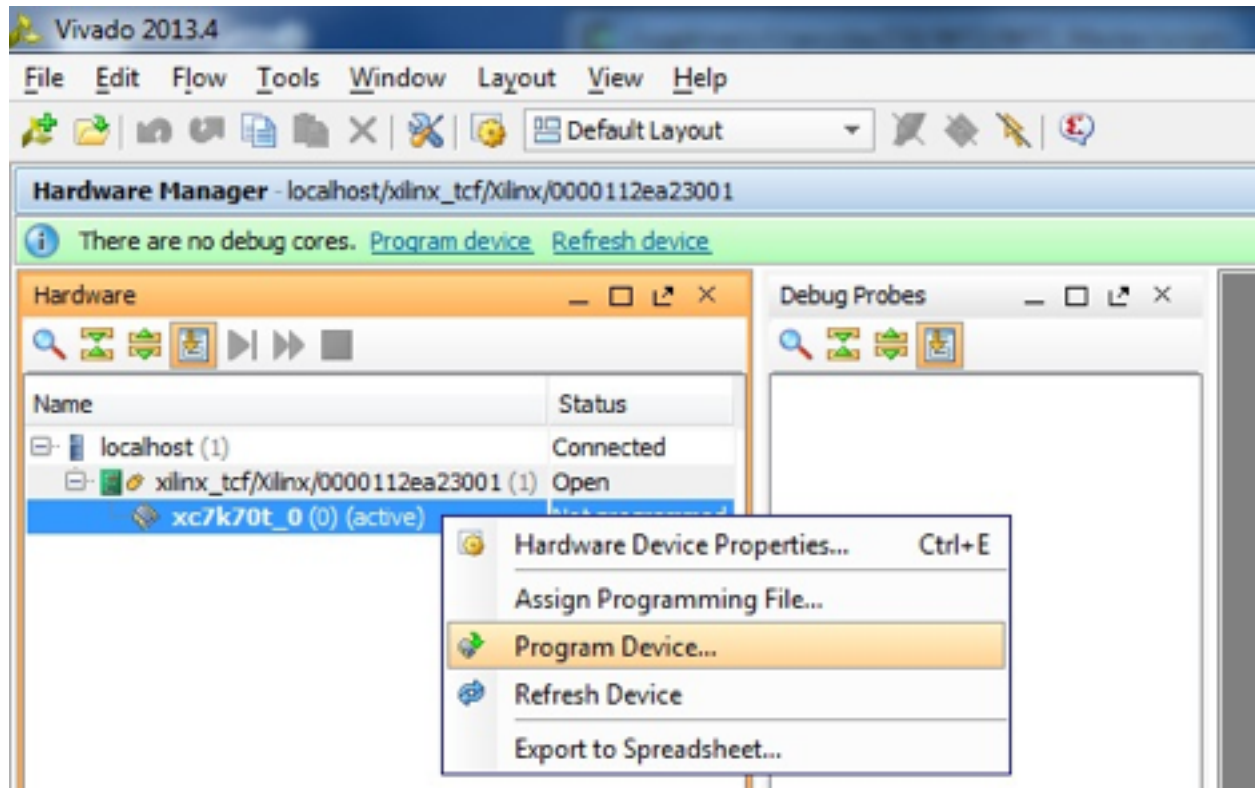 Vivado 2013.4
File Edit Flow Tools Window Layout View Help
Default Layout
Hardware Manager - localhost/xilinx_tcf/Xilinx/0000112ea23001
There are no debug cores. Program device Refresh device
Hardware
Debug Probes
Name Status
localhost (1) Connected
xilinx_tcf/Xilinx/0000112ea23001 (1) Open
xc7k70t_0 (0) (active)
Hardware Device Properties... Ctrl+E
Assign Programming File...
Program Device...
Refresh Device
Export to Spreadsheet...